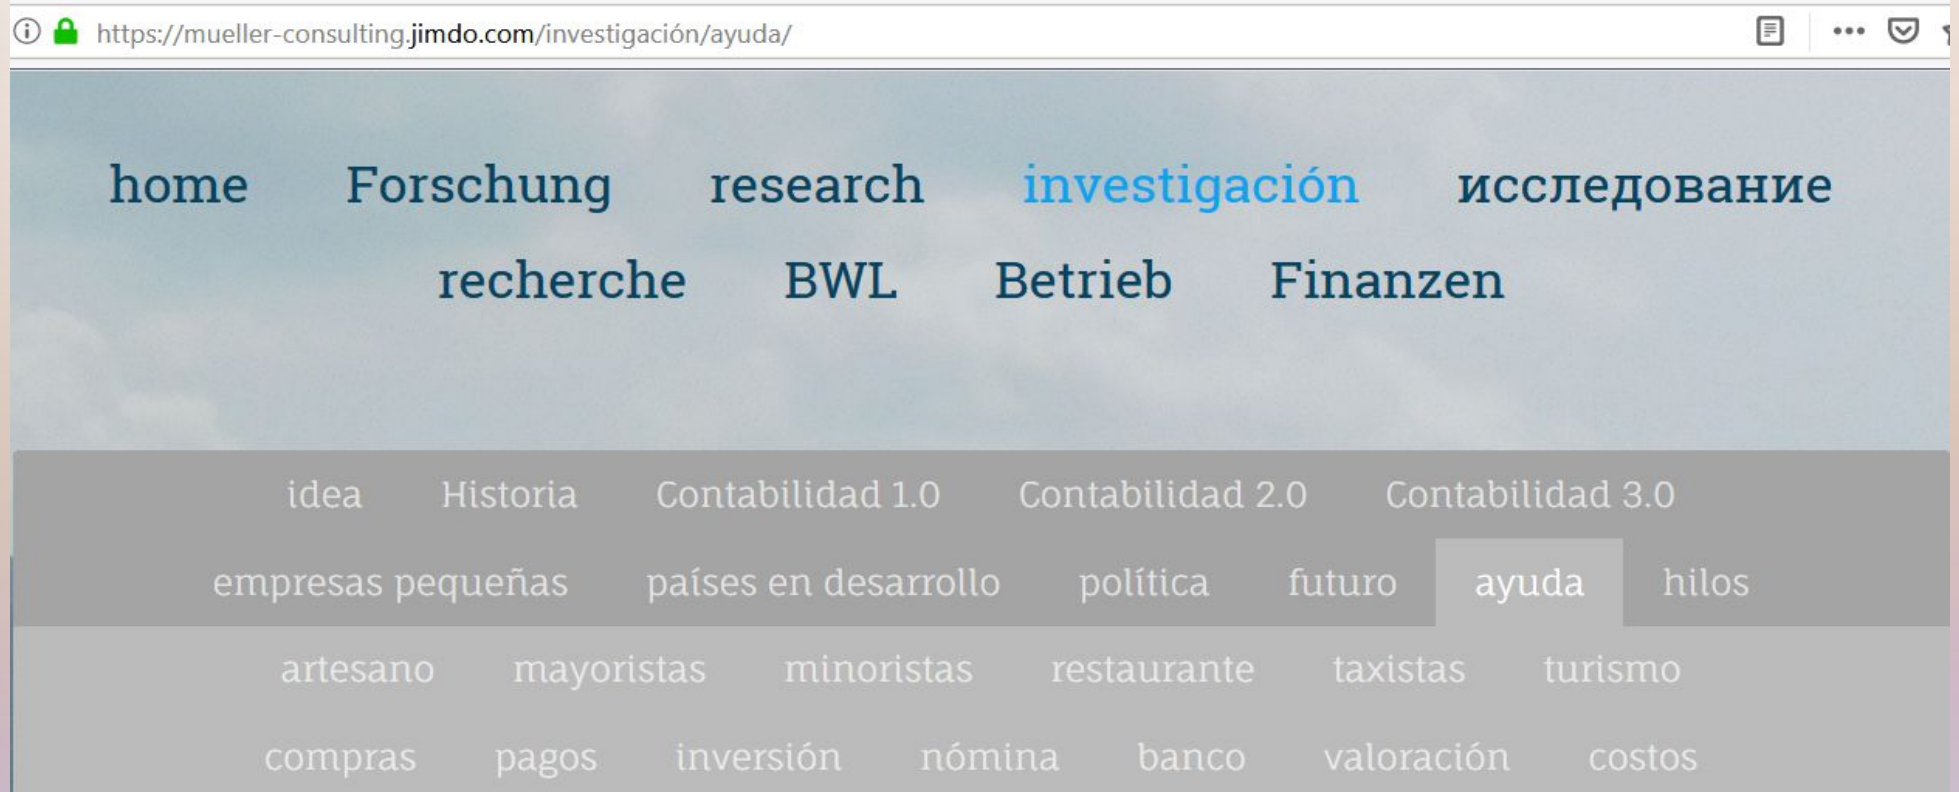 https://mueller-consulting.jimdo.com/investigación/ayuda/
home Forschung research investigación исследование
recherche BWL Betrieb Finanzen
idea Historia Contabilidad 1.0 Contabilidad 2.0 Contabilidad 3.0
empresas pequeñas países en desarrollo política futuro ayuda hilos
artesano mayoristas minoristas restaurante taxistas turismo
compras pagos inversión nómina banco valoración costos